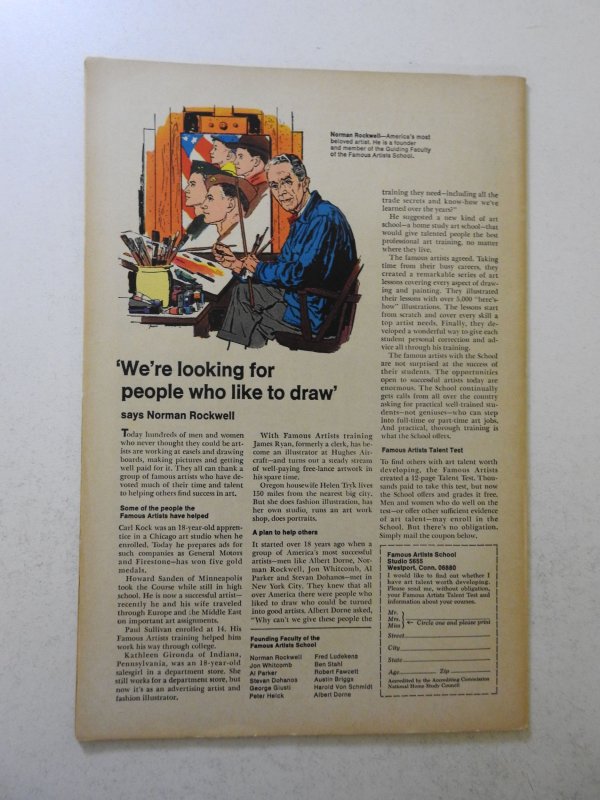 Norman Rockwell—America's most
beloved artist. He is a founder
and member of the Guiding Faculty
of the Famous Artists School.
'We're looking for
people who like to draw'
says Norman Rockwell
Today hundreds of men and women
who never thought they could be art-
ists are working at easels and drawing
boards, making pictures and getting
well paid for it. They all can thank a
group of famous artists who have de-
voted much of their time and talent
to helping others find success in art.
Some of the people the
Famous Artists have helped
Carl Kock was an 18-year-old appren-
tice in a Chicago art studio when he
enrolled. Today he prepares ads for
such companies as General Motors
and Firestone—has won five gold
medals.
Howard Sanden of Minneapolis
took the Course while still in high
school. He is now a successful artist—
recently he and his wife traveled
through Europe and the Middle East
on important art assignments.
Paul Sullivan enrolled at 14. His
Famous Artists training helped him
work his way through college.
Kathleen Gironda of Indiana,
Pennsylvania, was an 18-year-old
salesgirl in a department store. She
still works for a department store, but
now it's as an advertising artist and
fashion illustrator.
With Famous Artists training
James Ryan, formerly a clerk, has be-
come an illustrator at Hughes Air-
craft—and turns out a steady stream
of well-paying free-lance artwork in
his spare time.
Oregon housewife Helen Tryk lives
150 miles from the nearest big city.
But she does fashion illustration, has
her own studio, runs an art work
shop, does portraits.
A plan to help others
It started over 18 years ago when a
group of America's most successful
artists—men like Albert Dorne, Nor-
man Rockwell, Jon Whitcomb, Al
Parker and Stevan Dohanos—met in
New York City. They knew that all
over America there were people who
liked to draw who could be turned
into good artists. Albert Dorne asked,
"Why can't we give these people the
Founding Faculty of the
Famous Artists School
Norman Rockwell
Jon Whitcomb
Al Parker
Stevan Dohanos
George Giusti
Peter Helck
Fred Ludekens
Ben Stahl
Robert Fawcett
Austin Briggs
Harold Von Schmidt
Albert Dorne
training they need—including all the
trade secrets and know-how we've
learned over the years?"
He suggested a new kind of art
school—a home study art school—that
would give talented people the best
professional art training, no matter
where they live.
The famous artists agreed. Taking
time from their busy careers, they
created a remarkable series of art
lessons covering every aspect of draw-
ing and painting. They illustrated
their lessons with over 5,000 "here's-
how" illustrations. The lessons start
from scratch and cover every skill a
top artist needs. Finally, they de-
veloped a wonderful way to give each
student personal correction and ad-
vice all through his training.
The famous artists with the School
are not surprised at the success of
their students. The opportunities
open to successful artists today are
enormous. The School continually
gets calls from all over the country
asking for practical well-trained stu-
dents—not geniuses—who can step
into full-time or part-time art jobs.
And practical, thorough training is
what the School offers.
Famous Artists Talent Test
To find others with art talent worth
developing, the Famous Artists
created a 12-page Talent Test. Thou-
sands paid to take this test, but now
the School offers and grades it free.
Men and women who do well on the
test—or offer other sufficient evidence
of art talent—may enroll in the
School. But there's no obligation.
Simply mail the coupon below.
Famous Artists School
Studio 5655
Westport, Conn. 06880
I would like to find out whether I
have art talent worth developing.
Please send me, without obligation,
your Famous Artists Talent Test and
information about your courses.
Mr.
Mrs.
Miss
← Circle one and please print
Street
City
State
Age Zip
Accredited by the Accrediting Commission
National Home Study Council